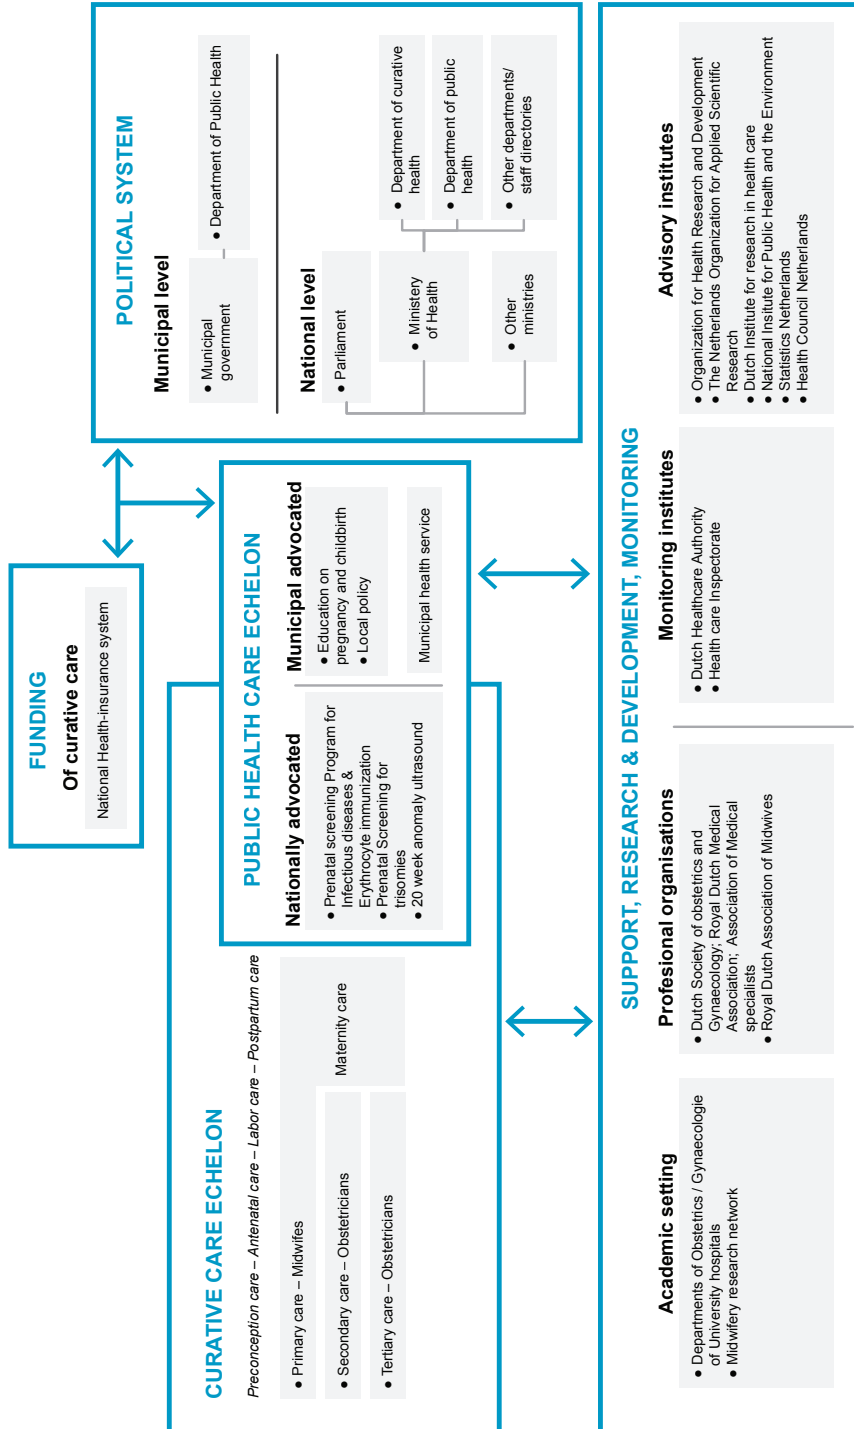 FUNDING
Of curative care
National Health-insurance system
POLITICAL SYSTEM
Municipal level
• Municipal
government
• Department of Public Health
National level
• Parliament
• Ministery
of Health
• Other
ministries
• Department of curative
health
• Department of public
health
• Other departments/
staff directories
CURATIVE CARE ECHELON
Preconception care – Antenatal care – Labor care – Postpartum care
• Primary care – Midwifes
• Secondary care – Obstetricians
• Tertiary care – Obstetricians
Maternity care
PUBLIC HEALTH CARE ECHELON
Nationally advocated
• Prenatal screening Program for
Infectious diseases &
Erythrocyte immunization
• Prenatal Screening for
trisomies
• 20 week anomaly ultrasound
Municipal advocated
• Education on
pregnancy and childbirth
• Local policy
Municipal health service
SUPPORT, RESEARCH & DEVELOPMENT, MONITORING
Academic setting
• Departments of Obstetrics / Gynaecologie
of University hospitals
• Midwifery research network
Profesional organisations
• Dutch Society of obstetrics and
Gynaecology; Royal Dutch Medical
Association; Association of Medical
specialists
• Royal Dutch Association of Midwives
Monitoring institutes
• Dutch Healthcare Authority
• Health care Inspectorate
Advisory institutes
• Organization for Health Research and Development
• The Netherlands Organization for Applied Scientific
Research
• Dutch Institute for research in health care
• National Insitute for Public Health and the Environment
• Statistics Netherlands
• Health Council Netherlands